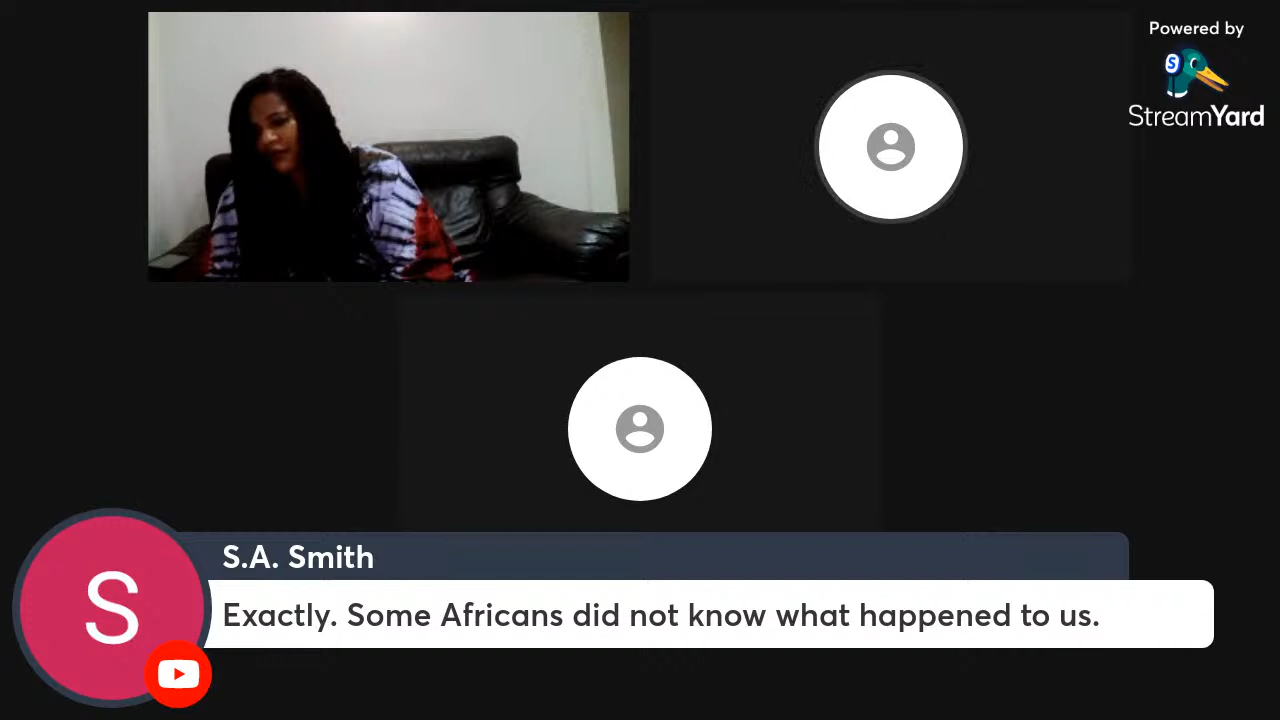 Powered by
S
StreamYard
S.A. Smith
S
Exactly. Some Africans did not know what happened to us.